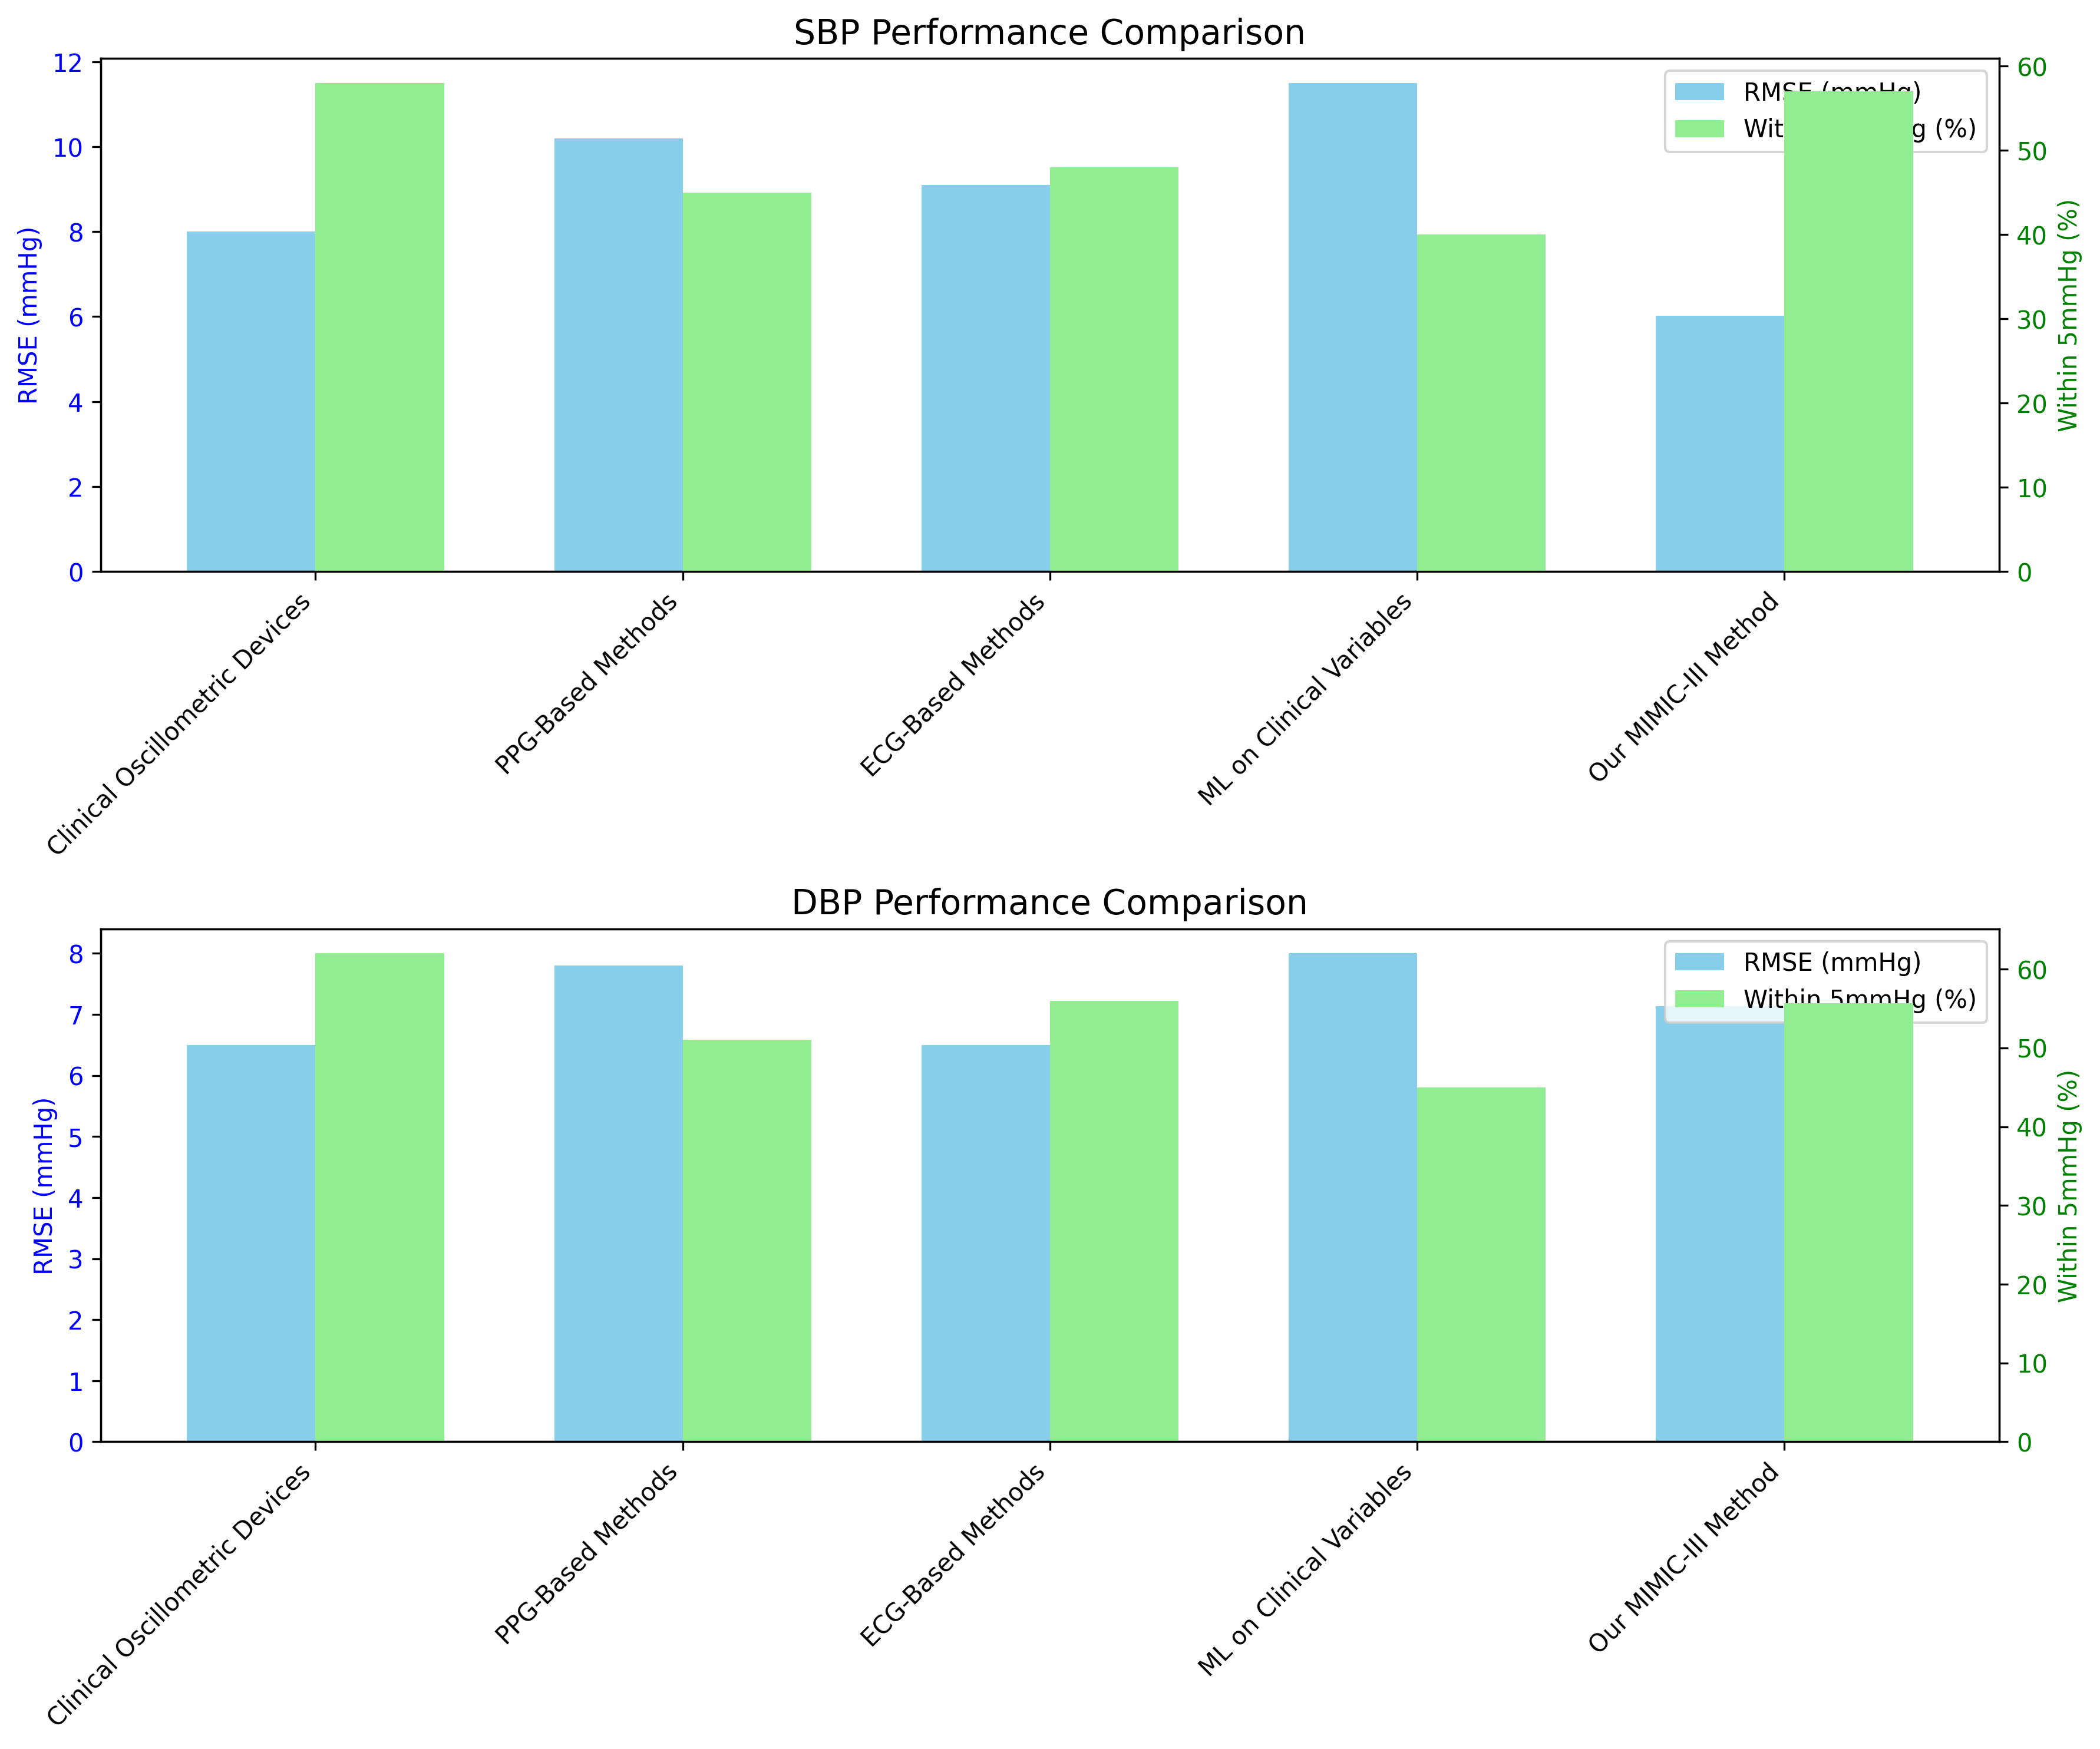 SBP Performance Comparison
12
10
8
6
4
2
0
RMSE (mmHg)
60
50
40
30
20
10
0
Within 5mmHg (%)
RMSE (mmHg)
(%)
Clinical Oscillometric Devices
PPG-Based Methods
ECG-Based Methods
ML on Clinical Variables
Our MIMIC-III Method
DBP Performance Comparison
8
7
6
5
4
3
2
1
0
RMSE (mmHg)
60
50
40
30
20
10
0
Within 5mmHg (%)
RMSE (mmHg)
Within 5mmHg (%)
Clinical Oscillometric Devices
PPG-Based Methods
ECG-Based Methods
ML on Clinical Variables
Our MIMIC-III Method